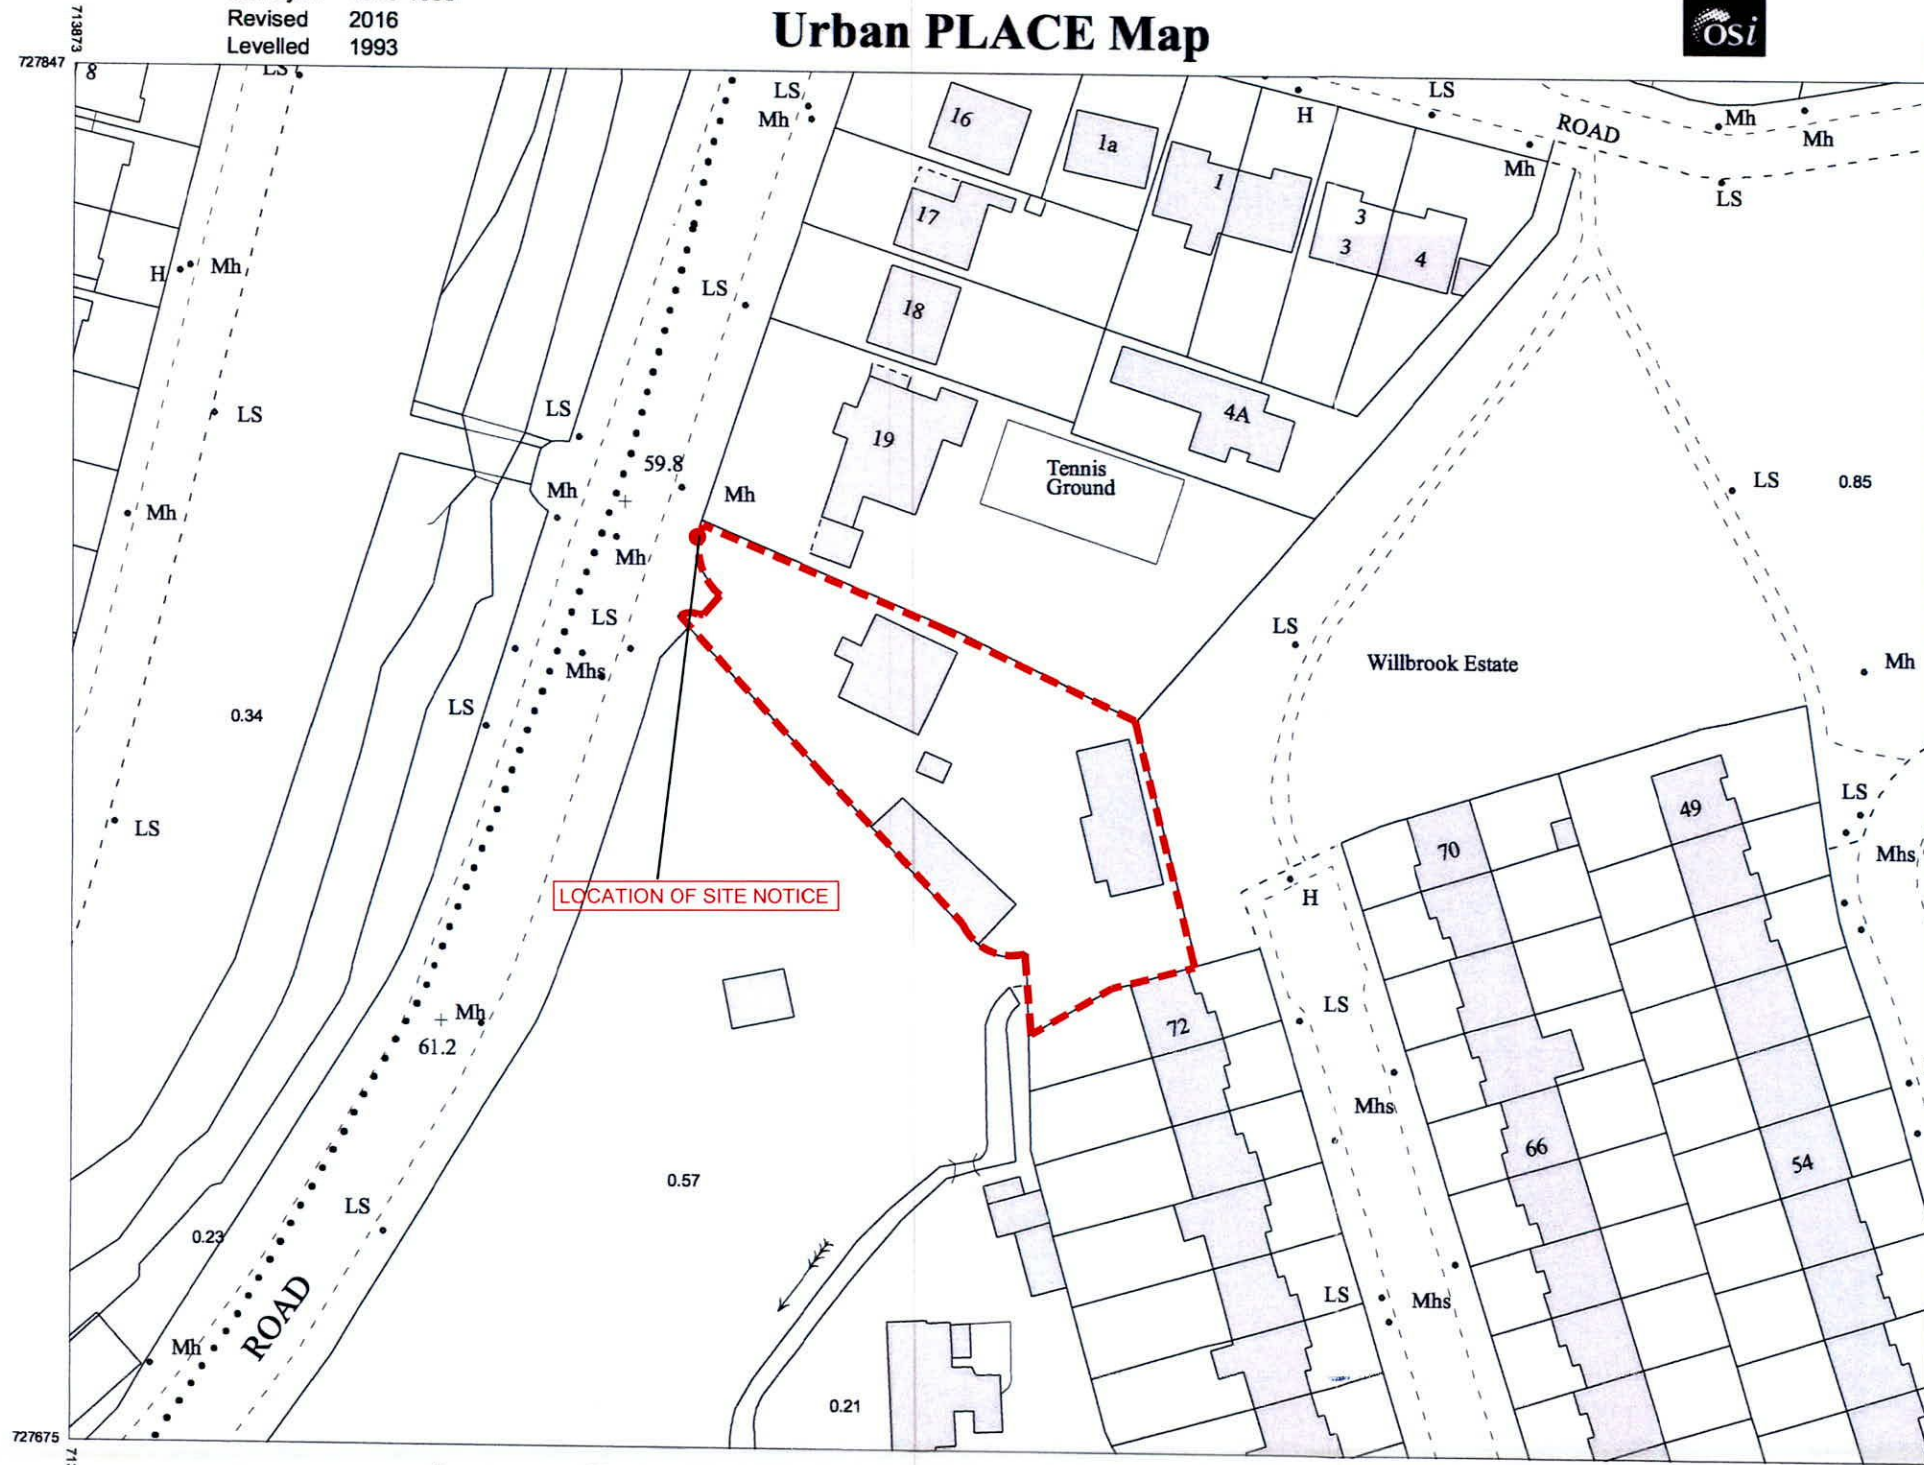 713873
Revised 2016
Levelled 1993
Urban PLACE Map
osi
727847
8
LS
LS
Mh
16
1a
H
LS
ROAD
Mh
Mh
Mh
LS
17
1
3
3
4
H
Mh
LS
18
LS
LS
19
4A
59.8
Tennis
Ground
Mh
Mh
Mh
LS
0.85
Mh
LS
LS
Willbrook Estate
Mh
Mhs
LS
0.34
LS
LS
49
70
Mhs
LOCATION OF SITE NOTICE
H
LS
Mh
61.2
72
Mhs
66
54
0.57
LS
0.23
LS
Mhs
ROAD
Mh
0.21
727675